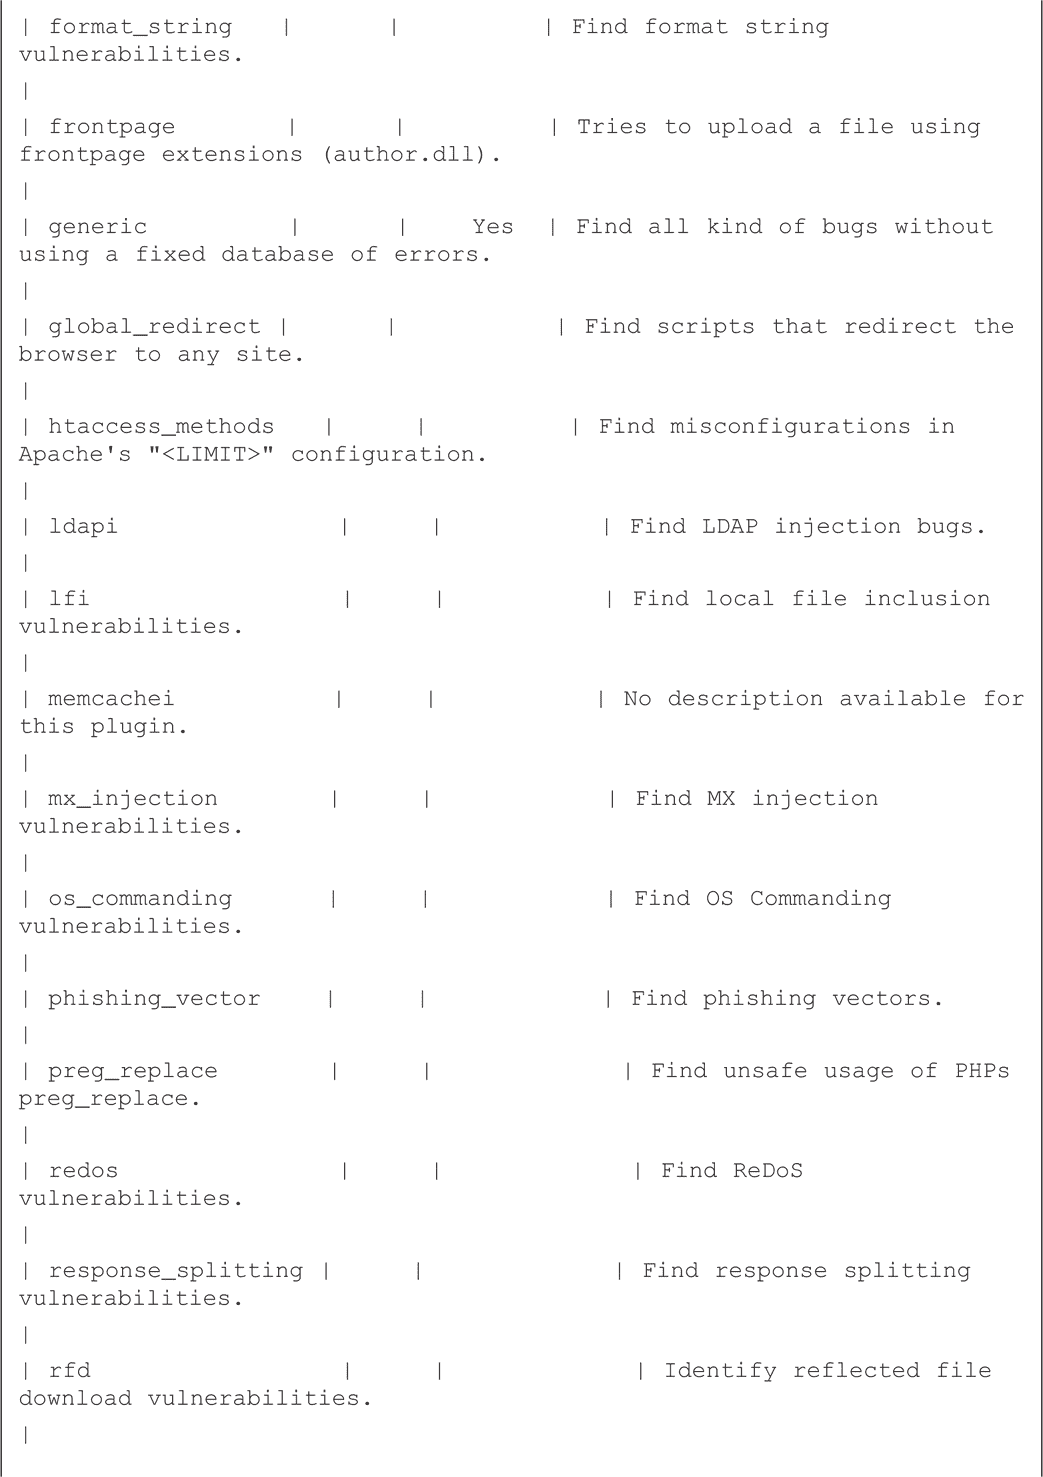 | format_string | | | Find format string
vulnerabilities.
|
| frontpage | | | Tries to upload a file using
frontpage extensions (author.dll).
|
| generic | | Yes | Find all kind of bugs without
using a fixed database of errors.
|
| global_redirect | | | Find scripts that redirect the
browser to any site.
|
| htaccess_methods | | | Find misconfigurations in
Apache's "<LIMIT>" configuration.
|
| ldapi | | | Find LDAP injection bugs.
|
| lfi | | | Find local file inclusion
vulnerabilities.
|
| memcachei | | | No description available for
this plugin.
|
| mx_injection | | | Find MX injection
vulnerabilities.
|
| os_commanding | | | Find OS Commanding
vulnerabilities.
|
| phishing_vector | | | Find phishing vectors.
|
| preg_replace | | | Find unsafe usage of PHPs
preg_replace.
|
| redos | | | Find ReDoS
vulnerabilities.
|
| response_splitting | | | Find response splitting
vulnerabilities.
|
| rfd | | | Identify reflected file
download vulnerabilities.
|